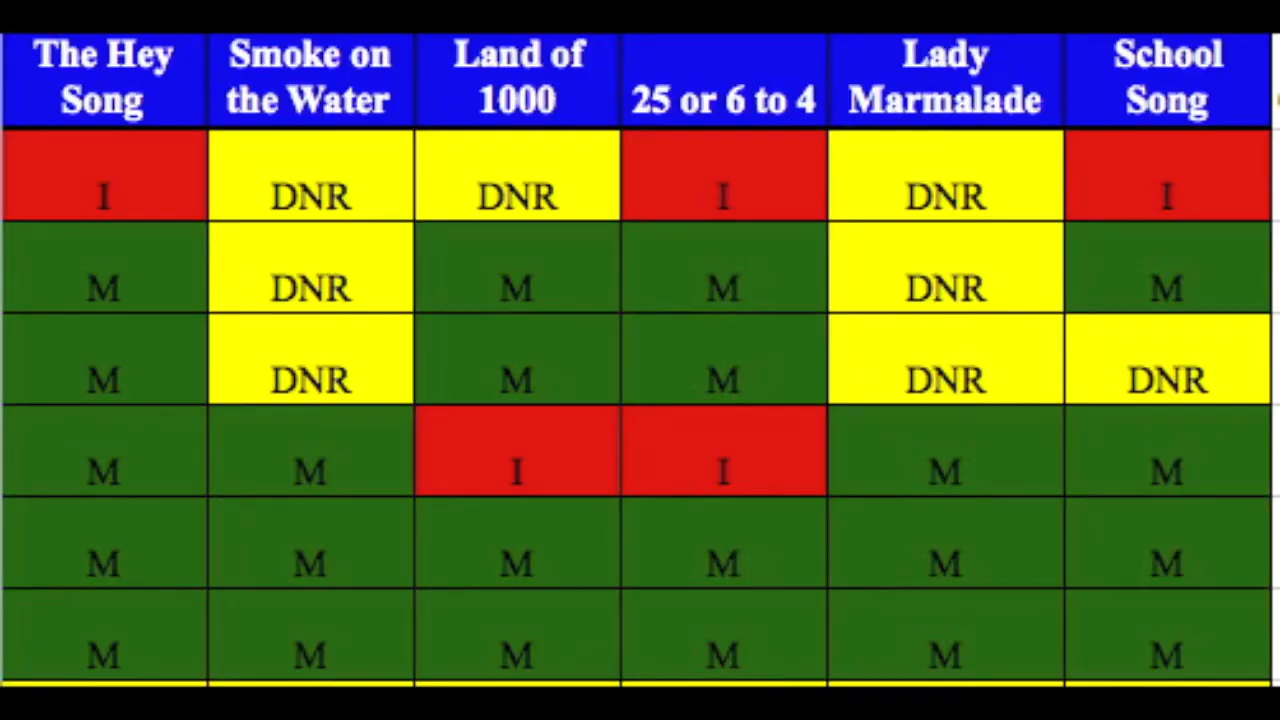 The Hey Song Smoke on the Water Land of 1000 25 or 6 to 4 Lady Marmalade School Song
I DNR DNR I DNR I
M DNR M M DNR M
M DNR M M DNR DNR
M M I I M M
M M M M M M
M M M M M M